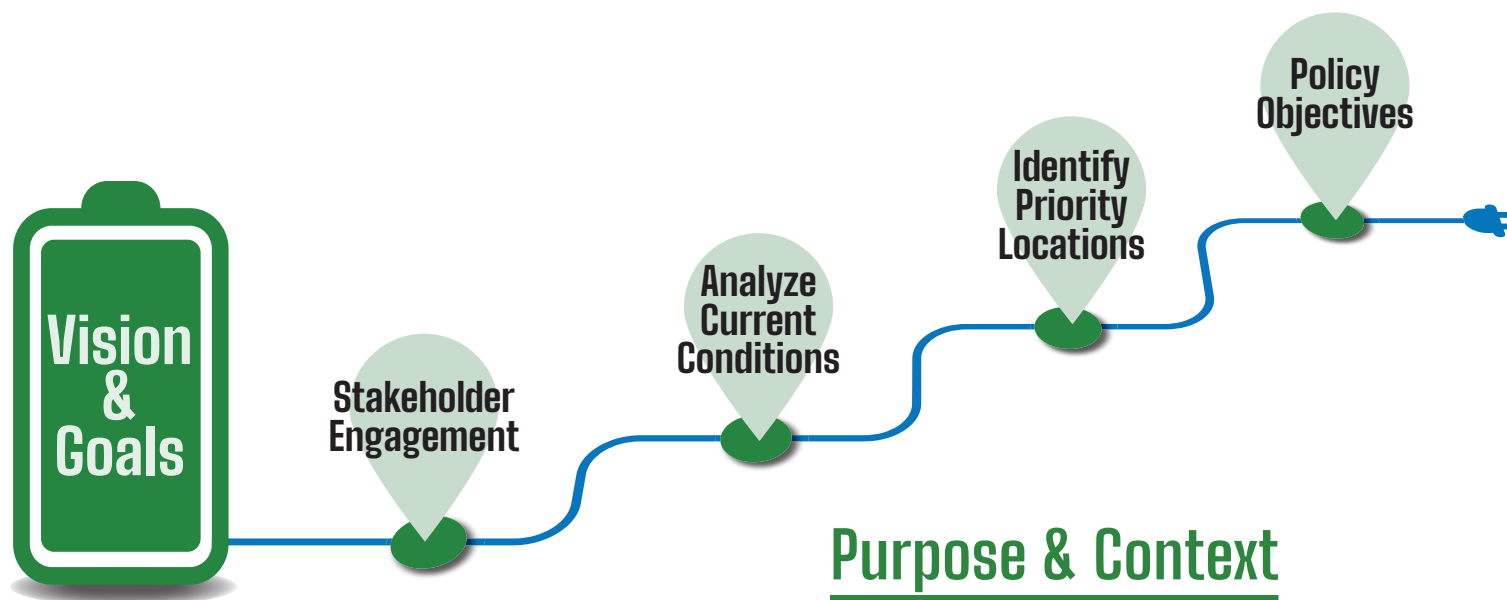 Vision
&
Goals
Stakeholder
Engagement
Analyze
Current
Conditions
Identify
Priority
Locations
Policy
Objectives
Purpose & Context